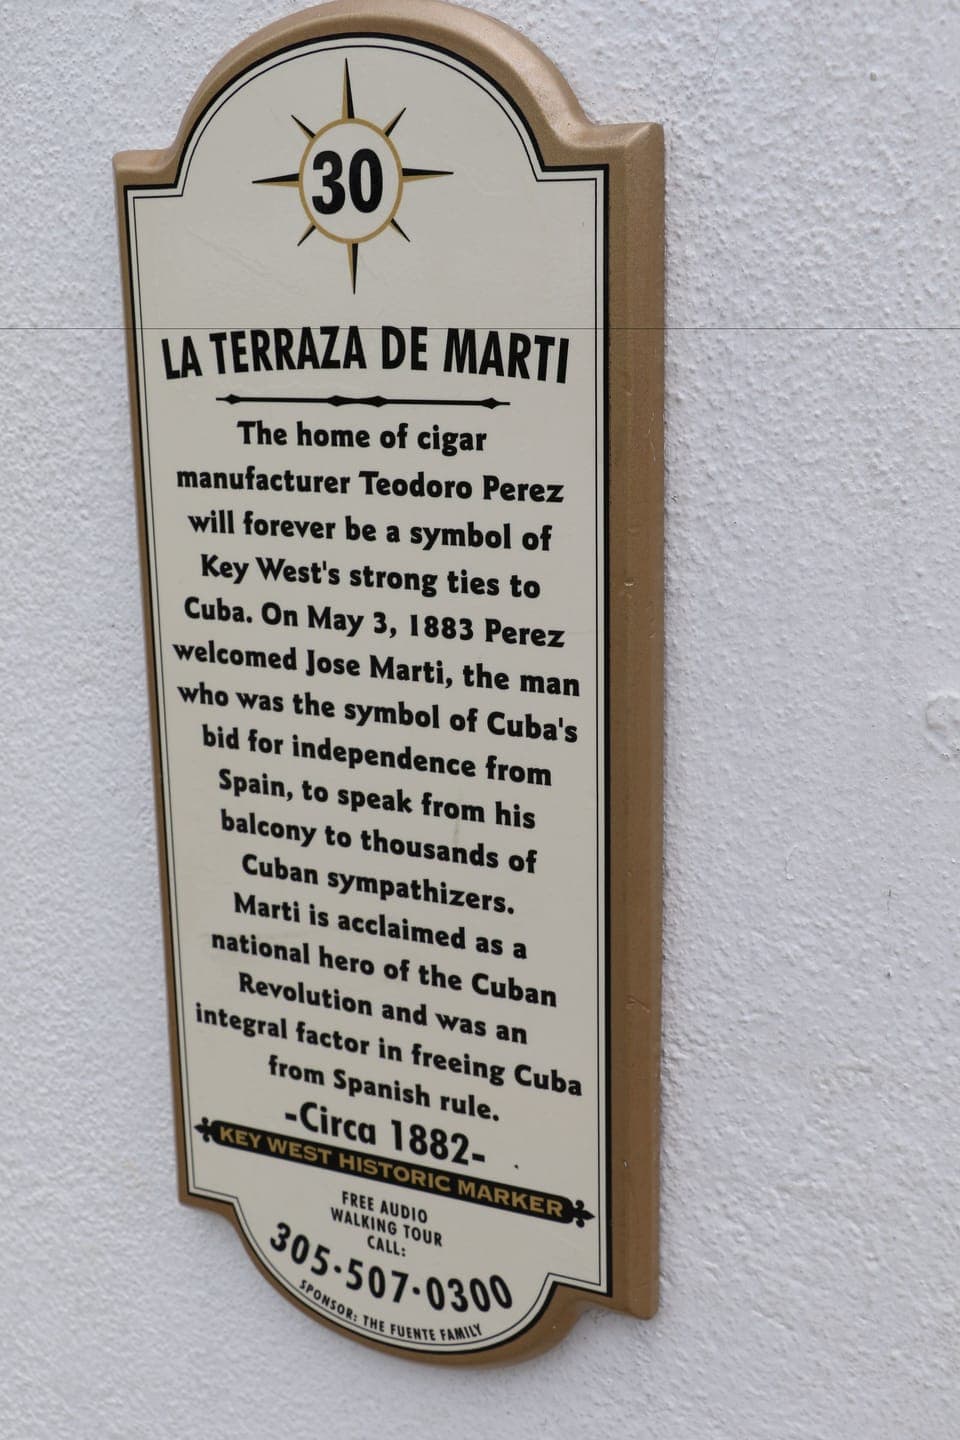 30
LA TERRAZA DE MARTI
The home of cigar
manufacturer Teodoro Perez
will forever be a symbol of
Key West's strong ties to
Cuba. On May 3, 1883 Perez
welcomed Jose Marti, the man
who was the symbol of Cuba's
bid for independence from
Spain, to speak from his
balcony to thousands of
Cuban sympathizers.
Marti is acclaimed as a
national hero of the Cuban
Revolution and was an
integral factor in freeing Cuba
from Spanish rule.
-Circa 1882-
KEY WEST HISTORIC MARKER
FREE AUDIO
WALKING TOUR
CALL:
305·507·0300
SPONSOR: THE FUENTE FAMILY